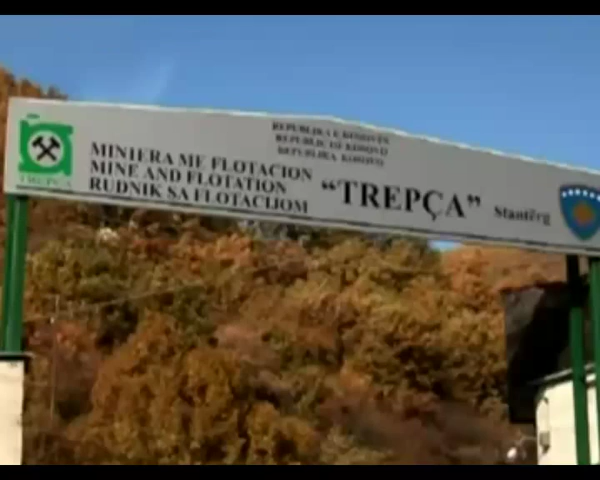 REPUBLIKA E KOSOVËS
REPUBLIC OF KOSOVO
REPUBLIKA KOSOVO
TREPÇA
MINIERA ME FLOTACION
MINE AND FLOTATION
RUDNIK SA FLOTACIJOM
“TREPÇA” Stantërg